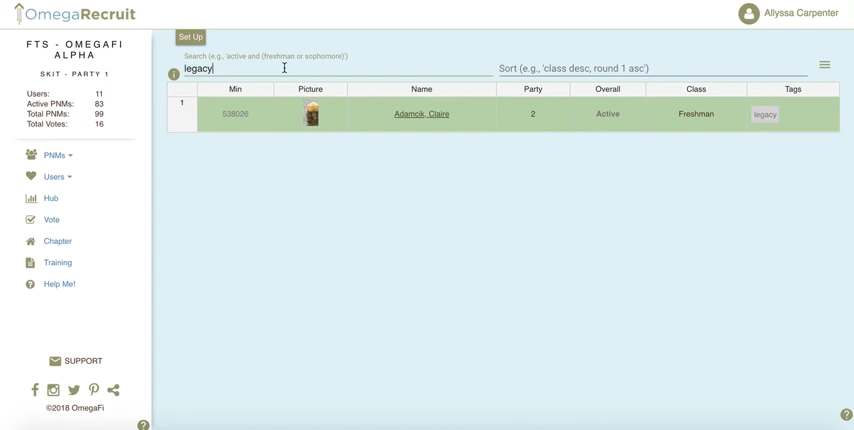 OmegaRecruit
Allyssa Carpenter
FTS - OMEGAFI
ALPHA
SKIT - PARTY 1
Users: 11
Active PNMs: 83
Total PNMs: 99
Total Votes: 16
PNMs
Users
Hub
Vote
Chapter
Training
Help Me!
SUPPORT
©2018 OmegaFi
Set Up
Search (e.g., 'active and (freshman or sophomore)')
legacy
Sort (e.g., 'class desc, round 1 asc')
Min Picture Name Party Overall Class Tags
1 538026 Adamcik, Claire 2 Active Freshman legacy